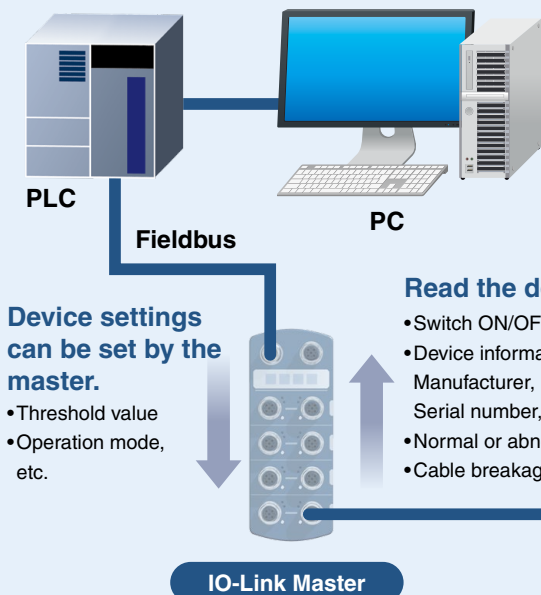 PLC
PC
Fieldbus
Device settings
can be set by the
master.
•Threshold value
•Operation mode,
etc.
Read the d
•Switch ON/OF
•Device informa
Manufacturer,
Serial number,
•Normal or abn
•Cable breakag
IO-Link Master